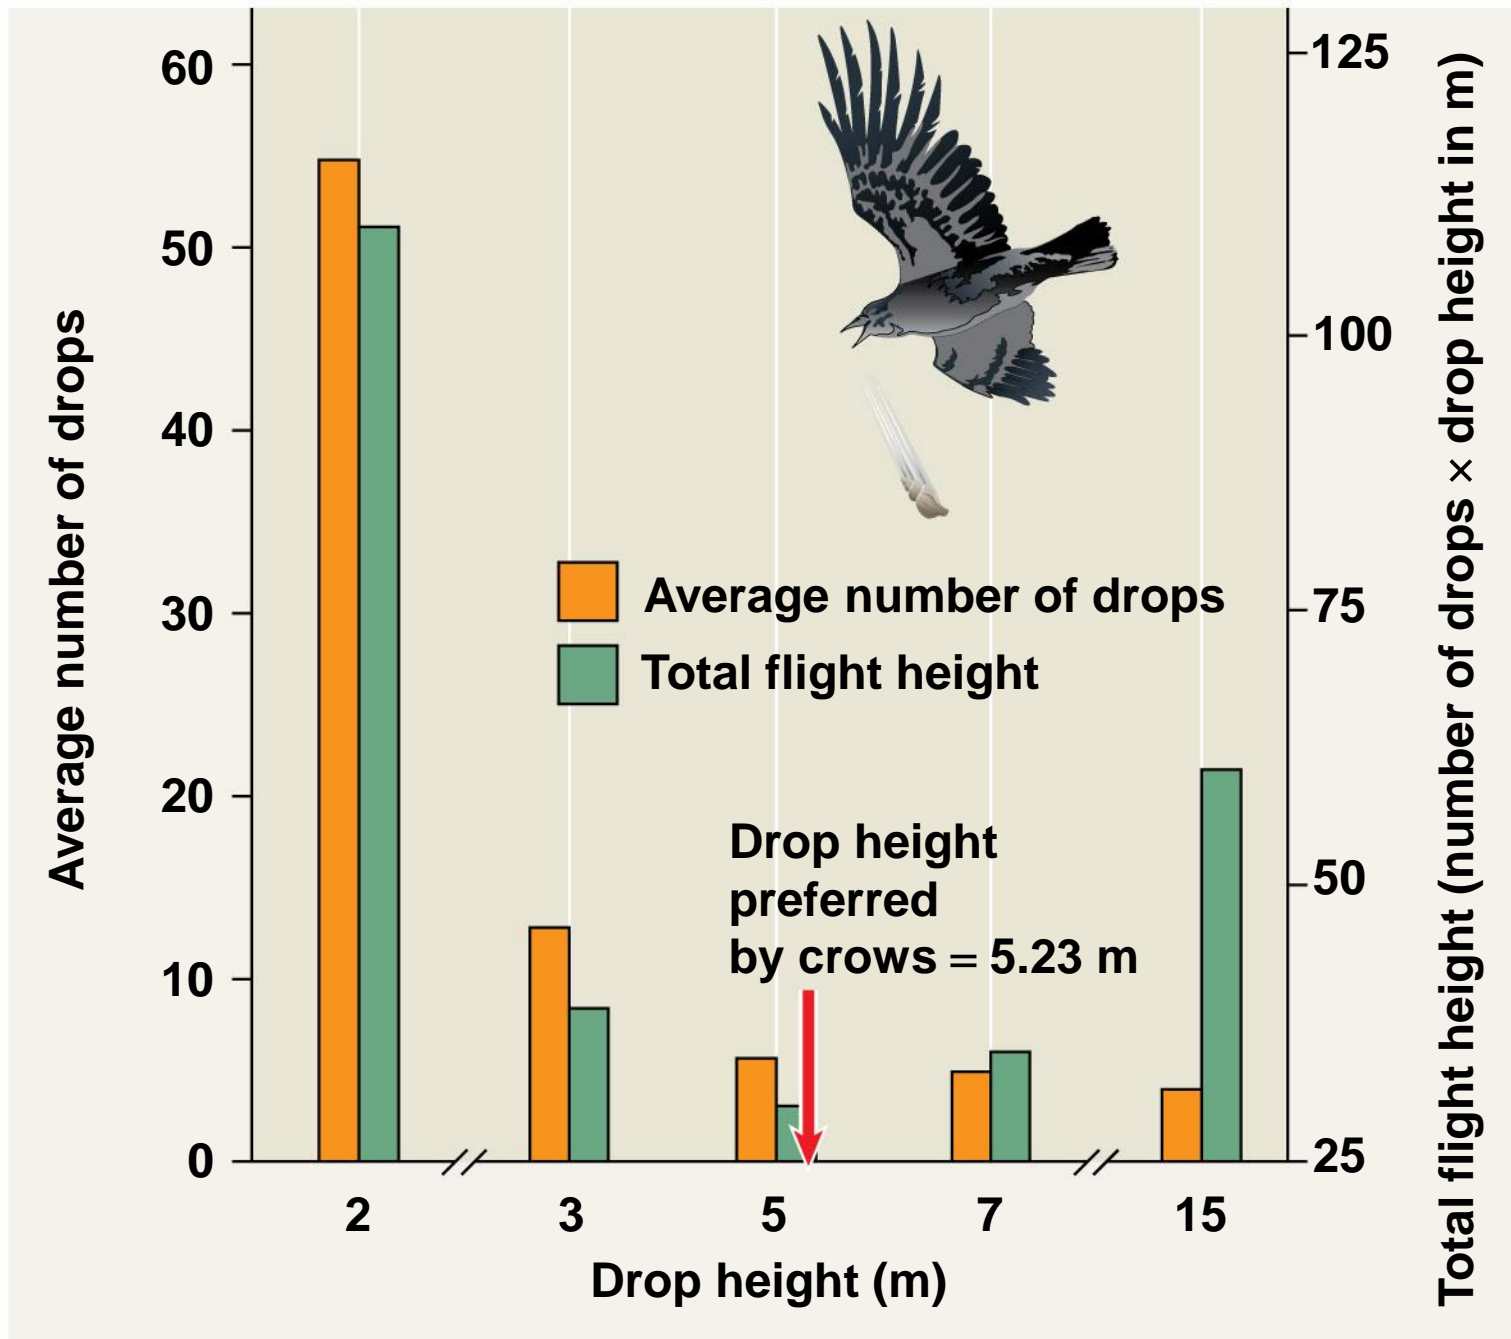 Average number of drops
60
50
40
30
20
10
0
125
100
75
50
25
Total flight height (number of drops × drop height in m)
Average number of drops
Total flight height
Drop height
preferred
by crows = 5.23 m
2 3 5 7 15
Drop height (m)